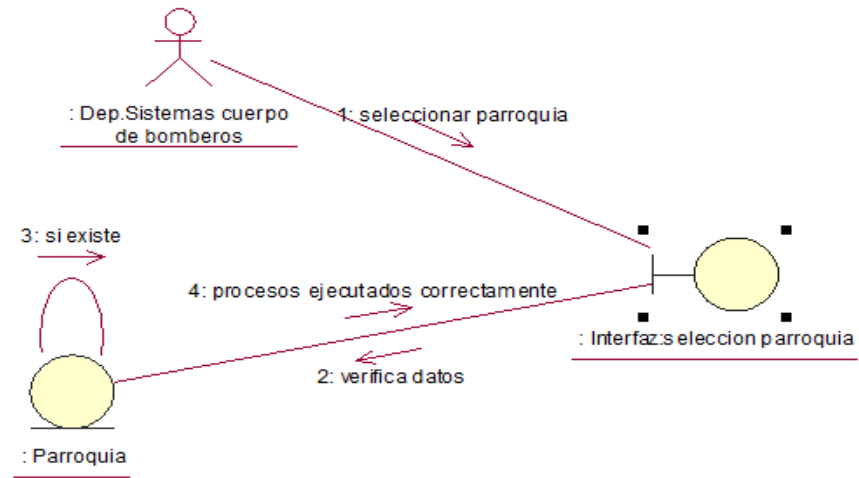 : Dep.Sistemas cuerpo
de bomberos
1: seleccionar parroquia
3: si existe
4: procesos ejecutados correctamente
: Interfaz:seleccion parroquia
2: verifica datos
: Parroquia